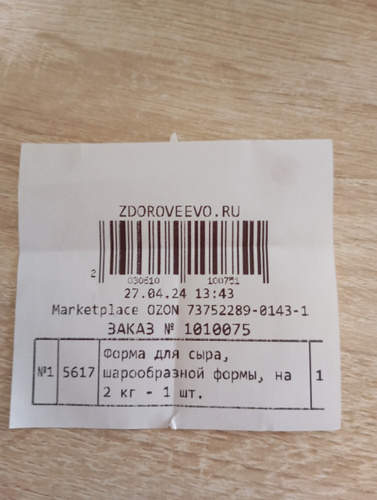 ZDOROVEEVO.RU
2 030610 100751
27.04.24 13:43
Marketplace OZON 73752289-0143-1
ЗАКАЗ № 1010075
№1 5617 Форма для сыра, шарообразной формы, на 2 кг - 1 шт. 1